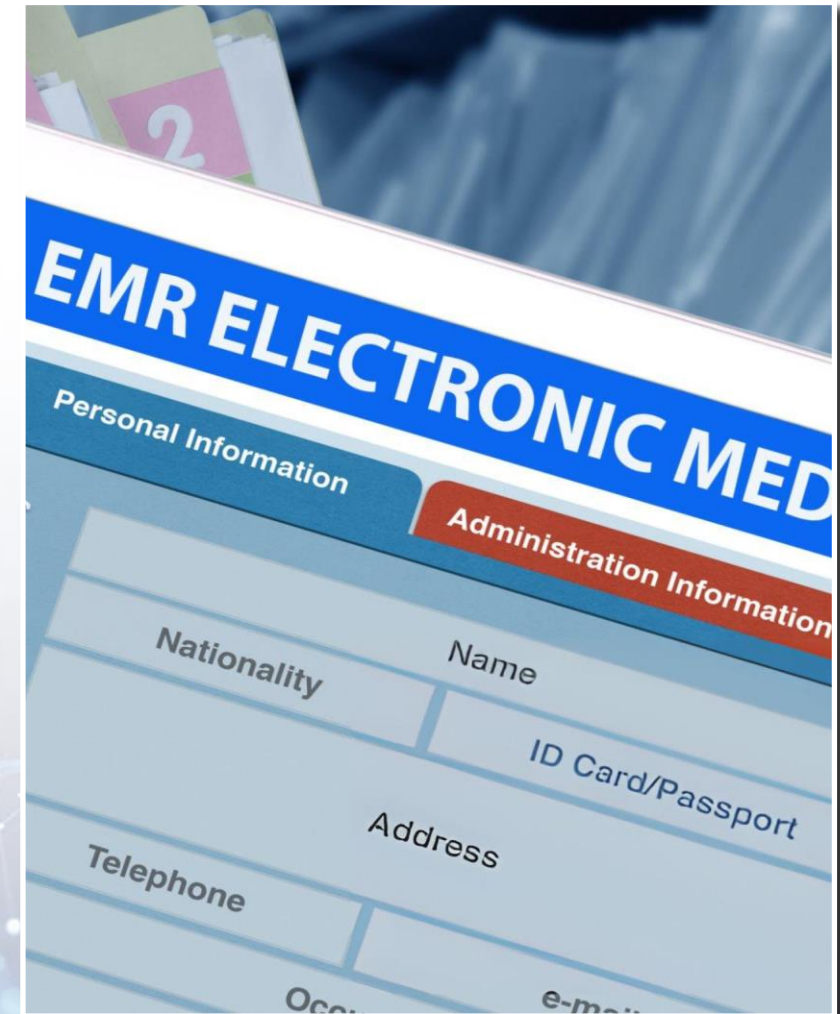 2
EMR ELECTRONIC MED
Personal Information
Administration Information
Name
Nationality
ID Card/Passport
Address
Telephone